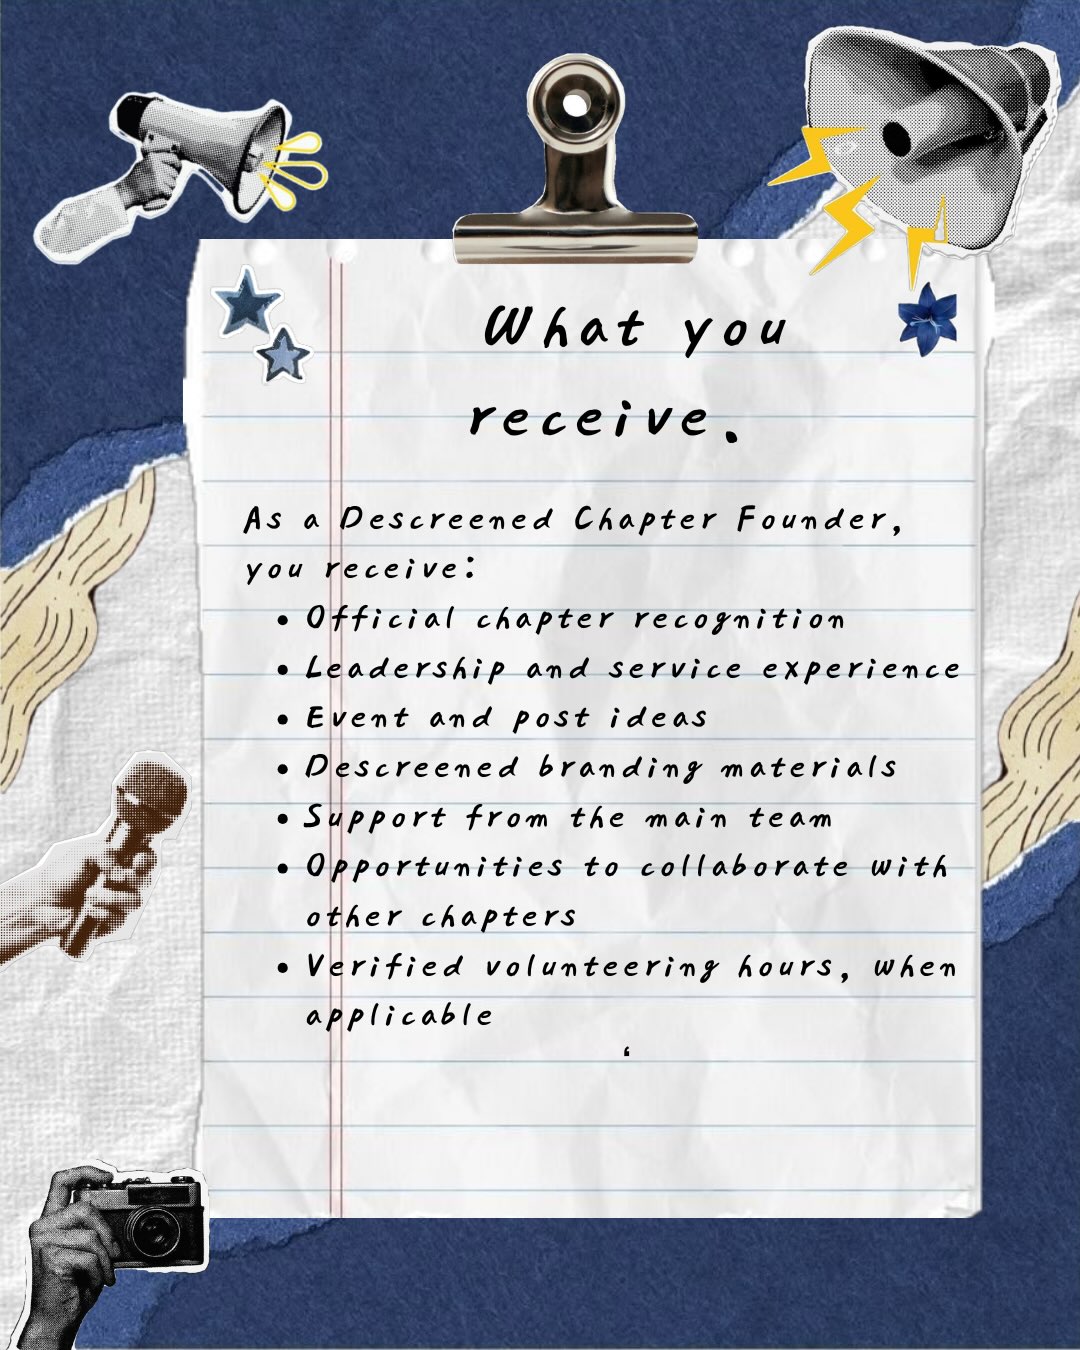 What you
receive.
As a Descreened Chapter Founder,
you receive:
• Official chapter recognition
• Leadership and service experience
• Event and post ideas
• Descreened branding materials
• Support from the main team
• Opportunities to collaborate with
other chapters
• Verified volunteering hours, when
applicable
‘